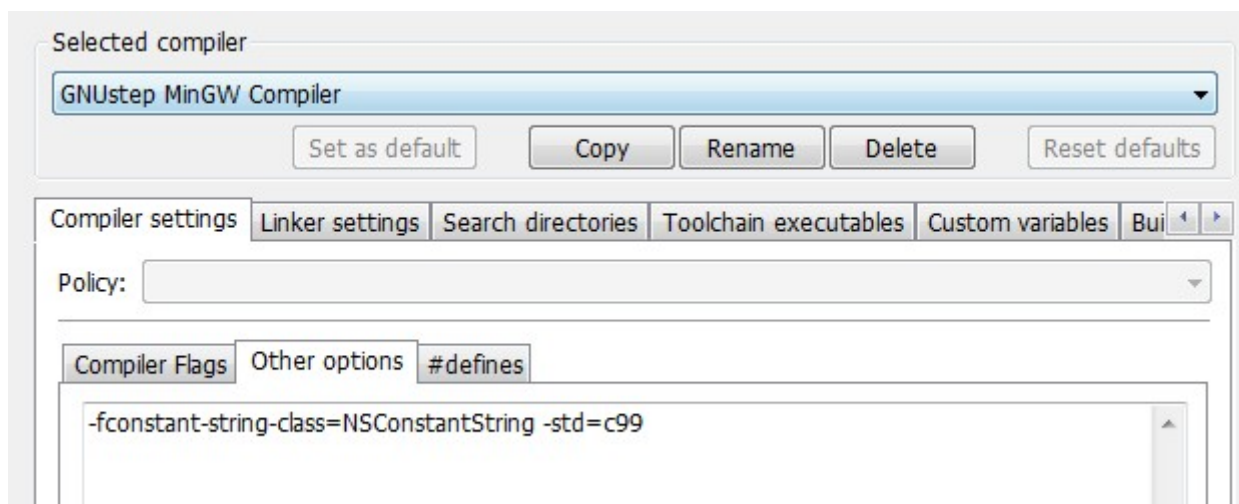 Selected compiler
GNUstep MinGW Compiler
Set as default Copy Rename Delete Reset defaults
Compiler settings Linker settings Search directories Toolchain executables Custom variables Bui
Policy:
Compiler Flags Other options #defines
-fconstant-string-class=NSConstantString -std=c99